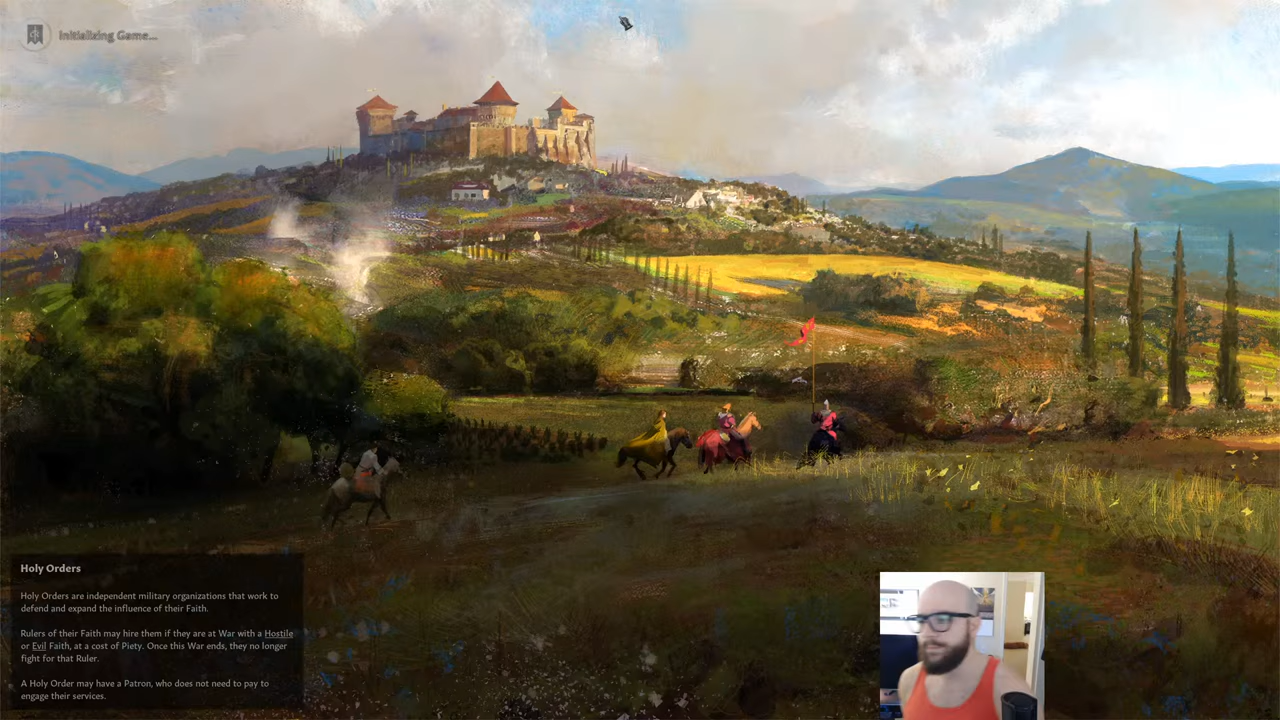 Initializing Game...
Holy Orders
Holy Orders are independent military organizations that work to
defend and expand the influence of their Faith.
Rulers of their Faith may hire them if they are at War with a Hostile
or Evil Faith, at a cost of Piety. Once this War ends, they no longer
fight for that Ruler.
A Holy Order may have a Patron, who does not need to pay to
engage their services.